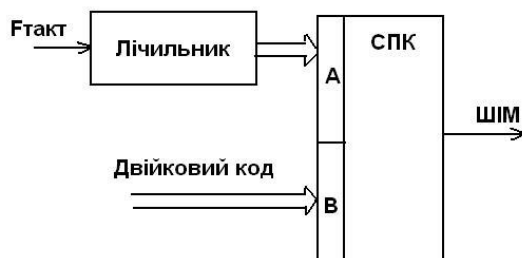 Fтакт
Лічильник
А
СПК
ШІМ
Двійковий код
В